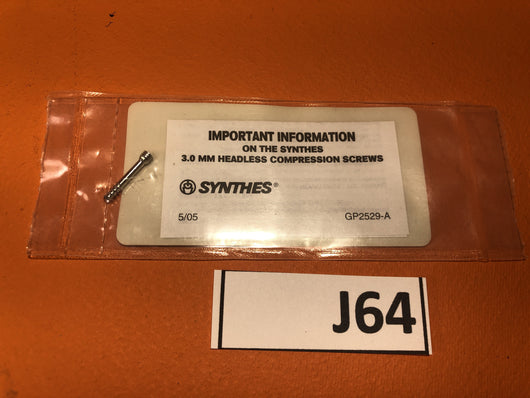 IMPORTANT INFORMATION
ON THE SYNTHES
3.0 MM HEADLESS COMPRESSION SCREWS
SYNTHES®
5/05 GP2529-A
J64